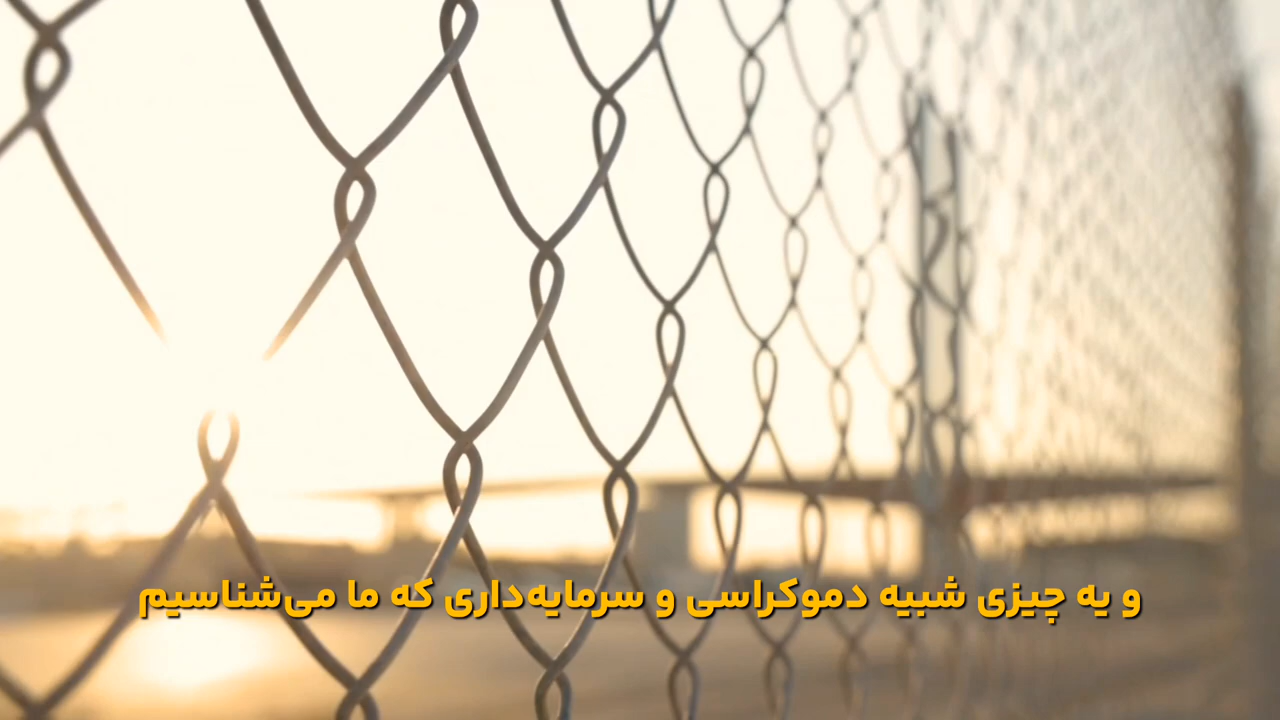 و یه چیزی شبیه دموکراسی و سرمایه‌داری که ما می‌شناسیم